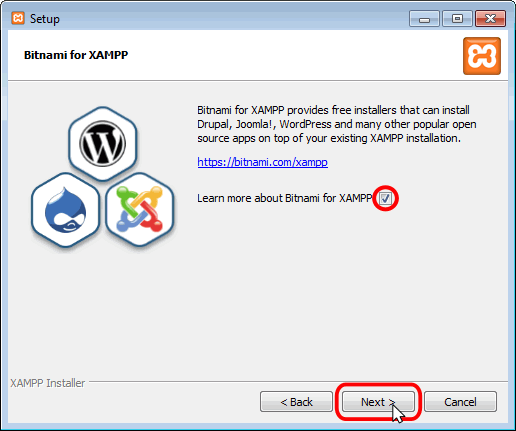 Setup
Bitnami for XAMPP
Bitnami for XAMPP provides free installers that can install
Drupal, Joomla!, WordPress and many other popular open
source apps on top of your existing XAMPP installation.
https://bitnami.com/xampp
Learn more about Bitnami for XAMPP
XAMPP Installer
< Back
Next >
Cancel